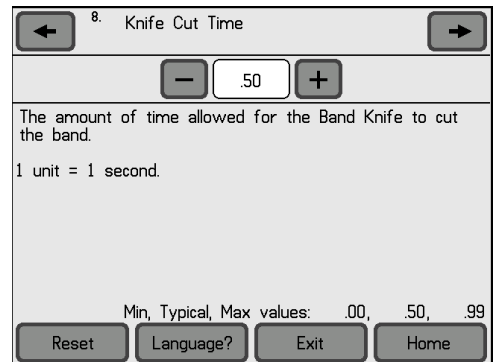 8. Knife Cut Time
− .50 +
The amount of time allowed for the Band Knife to cut
the band.
1 unit = 1 second.
Min, Typical, Max values: .00, .50, .99
Reset Language? Exit Home